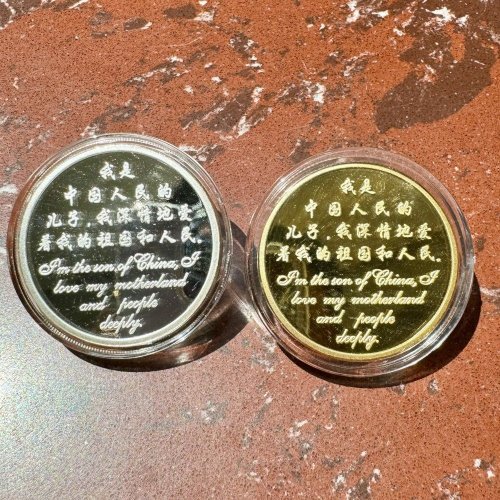 我是
中国人民的
儿子，我深情地爱
着我的祖国和人民。
I'm the son of China, I
love my motherland
and people
deeply.
我是
中国人民的
儿子，我深情地爱
着我的祖国和人民。
I'm the son of China, I
love my motherland
and people
deeply.